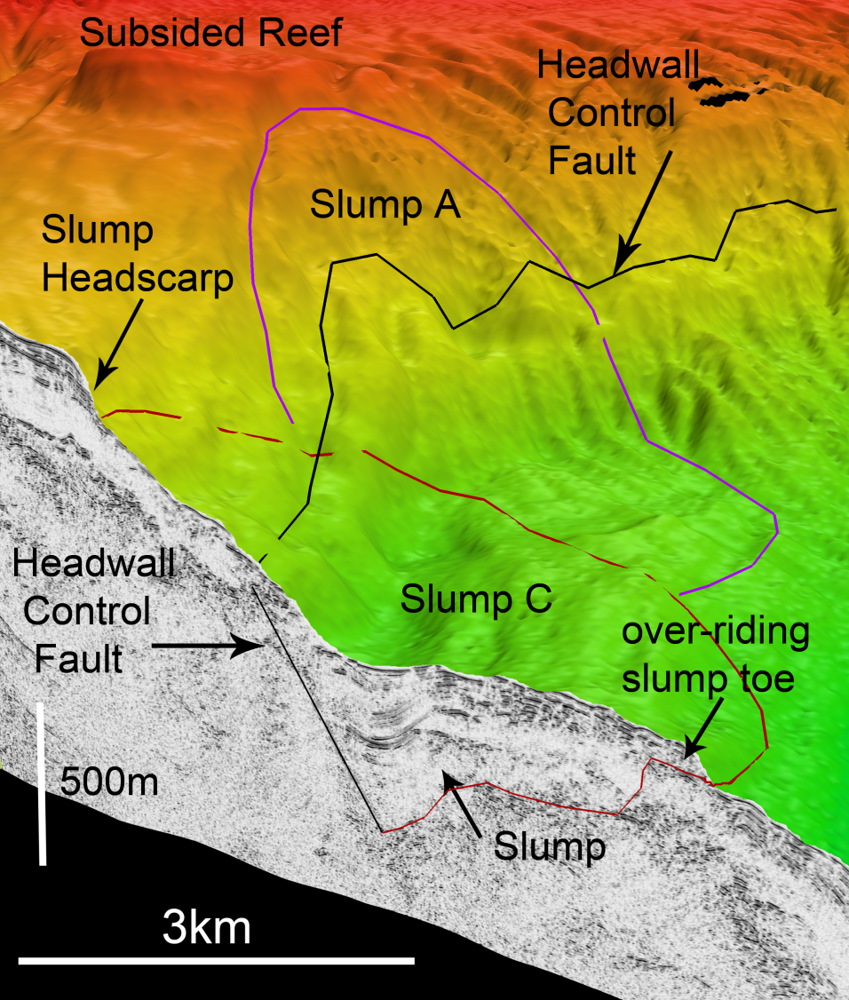 Subsided Reef
Headwall
Control
Fault
Slump A
Slump
Headscarp
Headwall
Control
Fault
Slump C
over-riding
slump toe
500m
Slump
3km